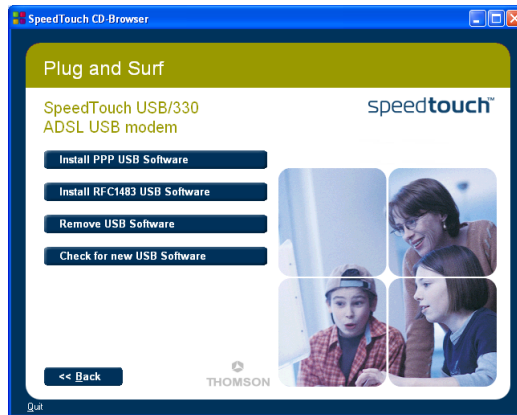 SpeedTouch CD-Browser
Plug and Surf
SpeedTouch USB/330
ADSL USB modem
speedtouch™
Install PPP USB Software
Install RFC1483 USB Software
Remove USB Software
Check for new USB Software
<< Back
THOMSON
Quit